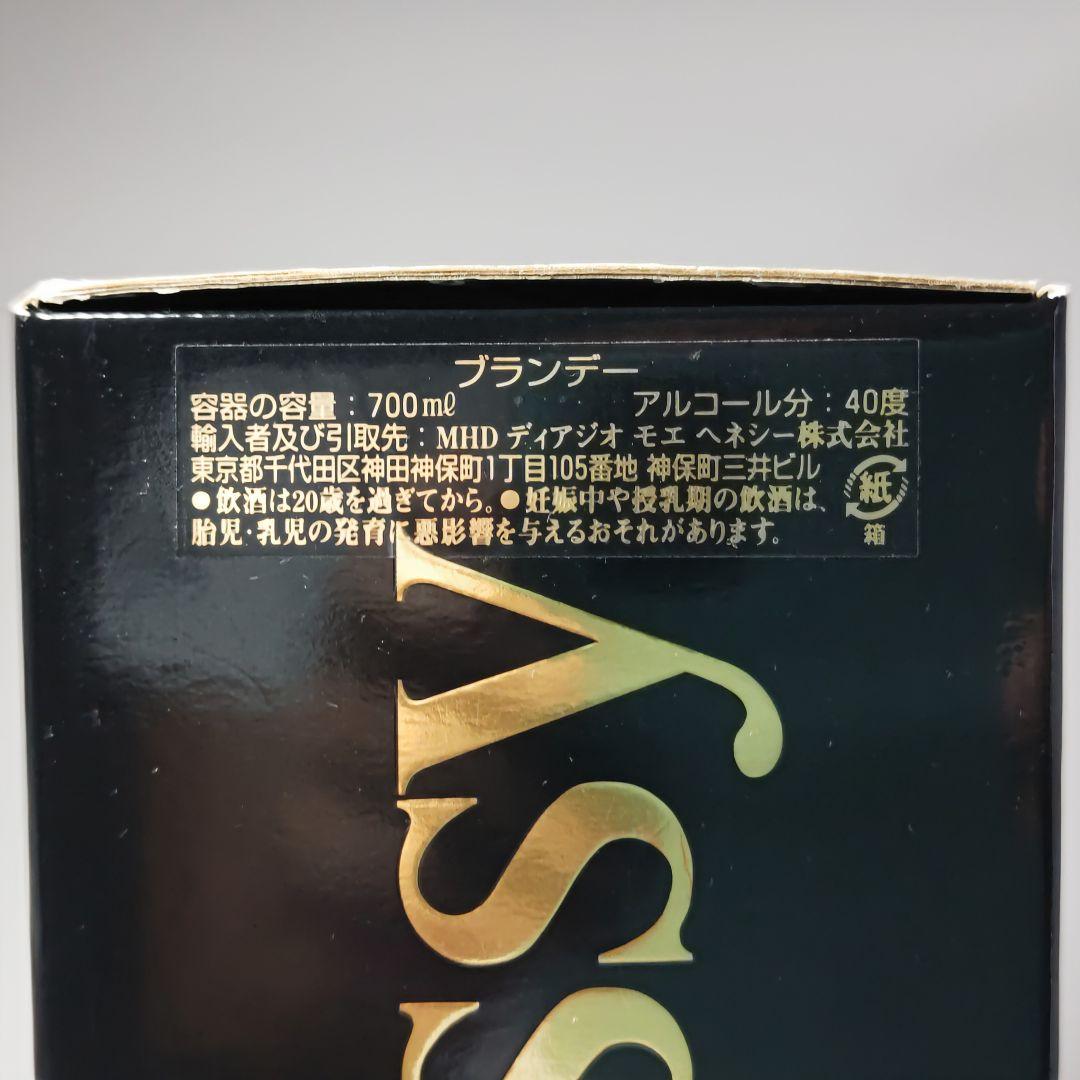 ブランデー
容器の容量：700mℓ アルコール分：40度
輸入者及び引取先：MHD ディアジオ モエ ヘネシー株式会社
東京都千代田区神田神保町1丁目105番地 神保町三井ビル
●飲酒は20歳を過ぎてから。●妊娠中や授乳期の飲酒は、
胎児・乳児の発育に悪影響を与えるおそれがあります。
紙
箱
ssy